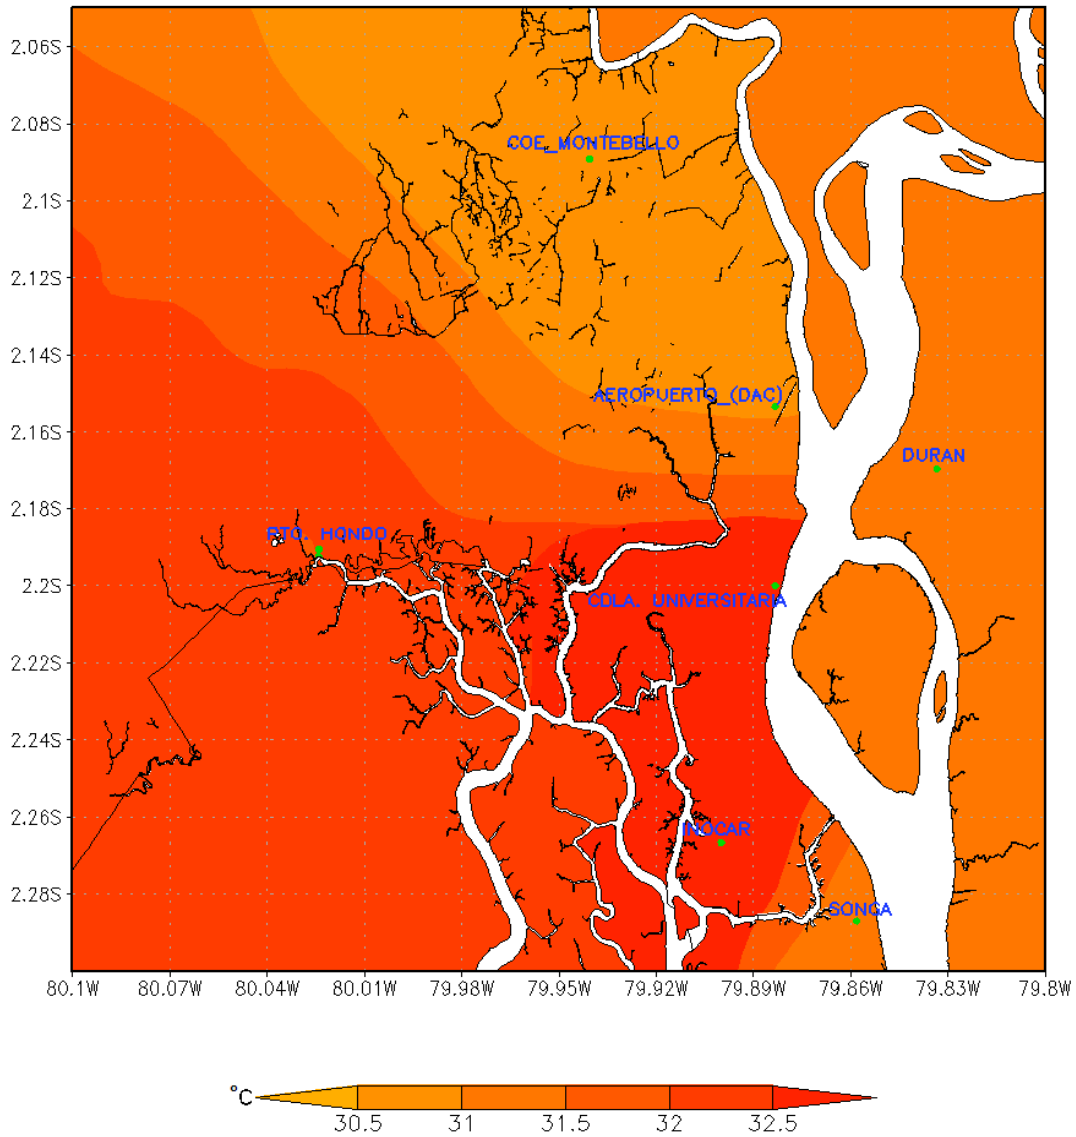 2.06S
2.08S
COE_MONTEBELLO
2.1S
2.12S
2.14S
AEROPUERTO_(DAC)
2.16S
DURAN
2.18S
PTO. HONDO
2.2S
CDLA. UNIVERSITARIA
2.22S
2.24S
2.26S
INOCAR
2.28S
SONGA
80.1W 80.07W 80.04W 80.01W 79.98W 79.95W 79.92W 79.89W 79.86W 79.83W 79.8W
°C
30.5 31 31.5 32 32.5